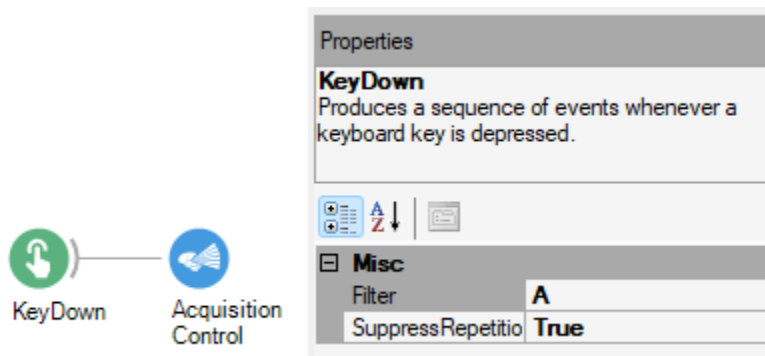 Properties
KeyDown
Produces a sequence of events whenever a
keyboard key is depressed.
A
Z
Misc
Filter A
SuppressRepetitio True
KeyDown
Acquisition
Control